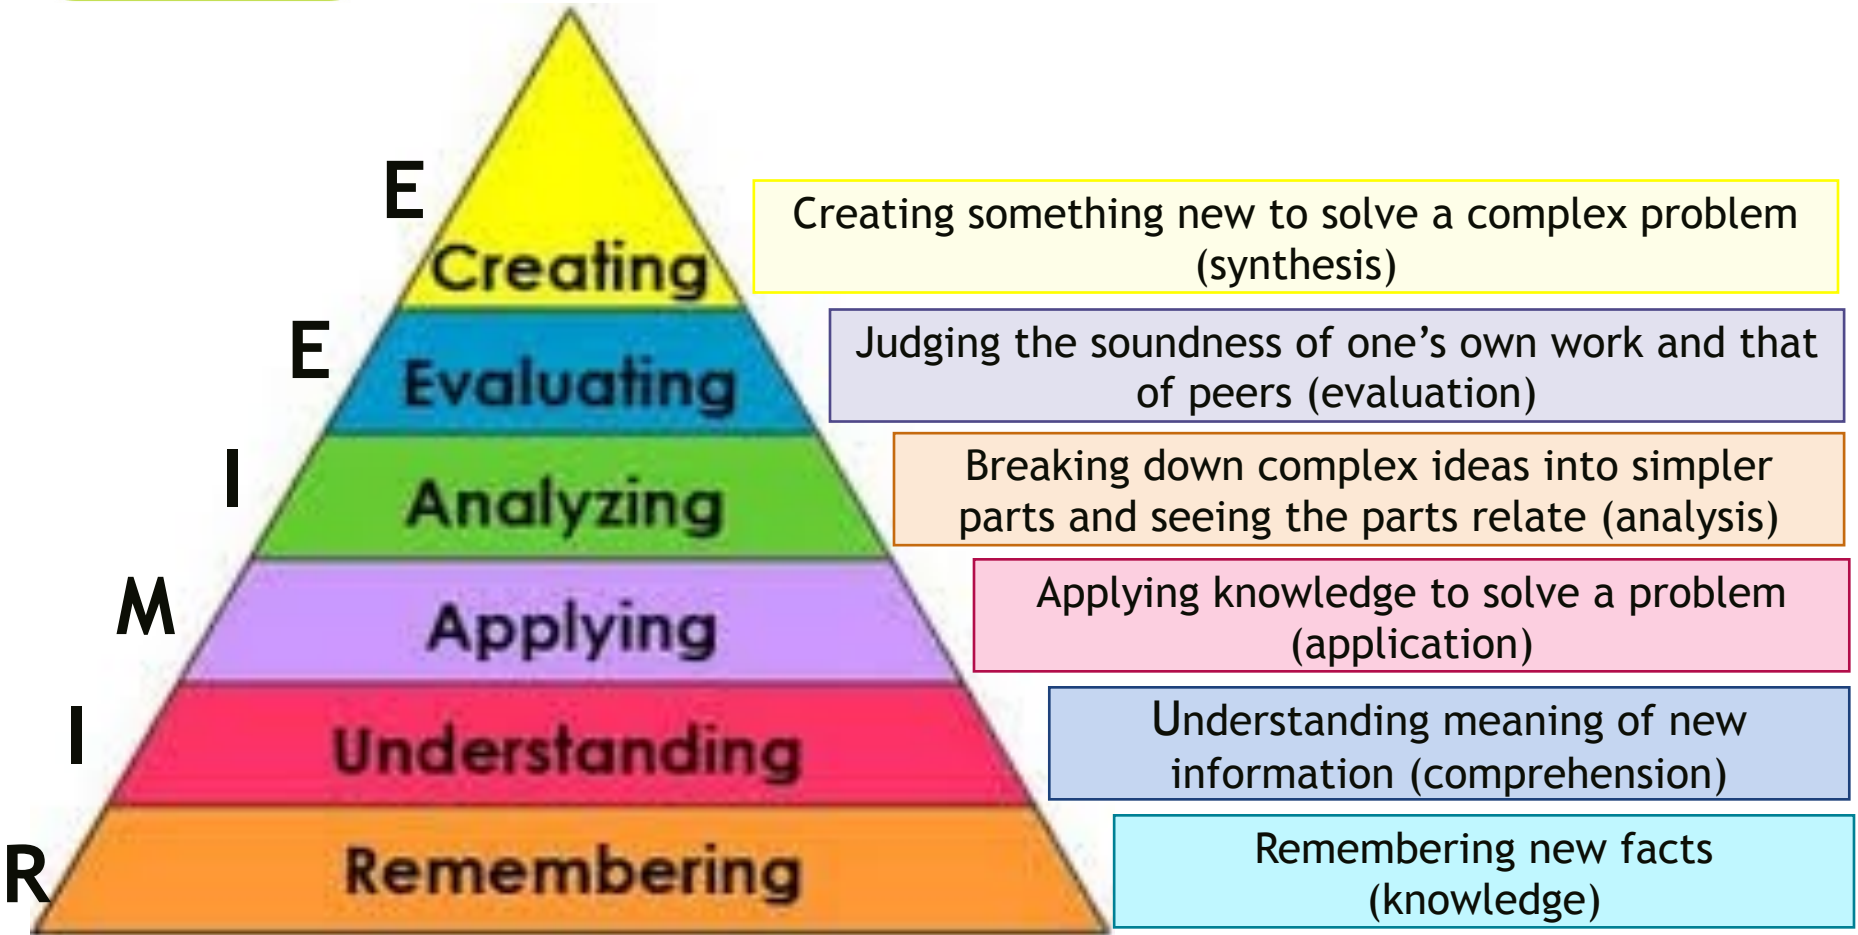 E
Creating
Creating something new to solve a complex problem
(synthesis)
E
Evaluating
Judging the soundness of one’s own work and that
of peers (evaluation)
I
Analyzing
Breaking down complex ideas into simpler
parts and seeing the parts relate (analysis)
M
Applying
Applying knowledge to solve a problem
(application)
I
Understanding
Understanding meaning of new
information (comprehension)
R
Remembering
Remembering new facts
(knowledge)